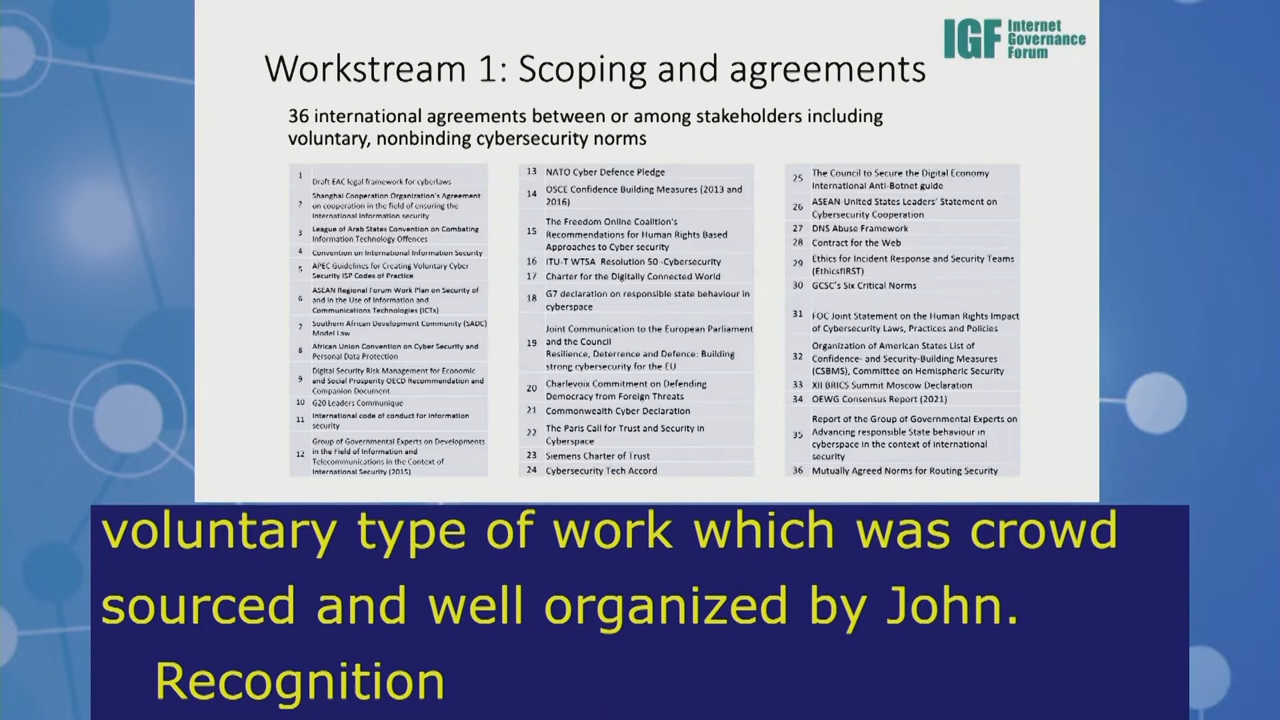 IGF Internet
Governance
Forum
Workstream 1: Scoping and agreements
36 international agreements between or among stakeholders including
voluntary, nonbinding cybersecurity norms
1 Draft EAC legal framework for cyberlaws
2 Shanghai Cooperation Organization's Agreement
on cooperation in the field of ensuring the
International Information security
3 League of Arab States Convention on Combating
Information Technology Offences
4 Convention on International Information Security
5 APEC Guidelines for Creating Voluntary Cyber
Security ISP Codes of Practice
6 ASEAN Regional Forum Work Plan on Security of
and in the Use of Information and
Communications Technologies (ICTs)
7 Southern African Development Community (SADC)
Model Law
8 African Union Convention on Cyber Security and
Personal Data Protection
9 Digital Security Risk Management for Economic
and Social Prosperity OECD Recommendation and
Companion Document
10 G20 Leaders Communique
11 International code of conduct for information
security
12 Group of Governmental Experts on Developments
in the Field of Information and
Telecommunications in the Context of
International Security (2015)
13 NATO Cyber Defence Pledge
14 OSCE Confidence Building Measures (2013 and
2016)
15 The Freedom Online Coalition's
Recommendations for Human Rights Based
Approaches to Cyber security
16 ITU-T WTSA Resolution 50 -Cybersecurity
17 Charter for the Digitally Connected World
18 G7 declaration on responsible state behaviour in
cyberspace
19 Joint Communication to the European Parliament
and the Council
Resilience, Deterrence and Defence: Building
strong cybersecurity for the EU
20 Charlevoix Commitment on Defending
Democracy from Foreign Threats
21 Commonwealth Cyber Declaration
22 The Paris Call for Trust and Security in
Cyberspace
23 Siemens Charter of Trust
24 Cybersecurity Tech Accord
25 The Council to Secure the Digital Economy
International Anti-Botnet guide
26 ASEAN-United States Leaders' Statement on
Cybersecurity Cooperation
27 DNS Abuse Framework
28 Contract for the Web
29 Ethics for Incident Response and Security Teams
(EthicsfIRST)
30 GCSC's Six Critical Norms
31 FOC Joint Statement on the Human Rights Impact
of Cybersecurity Laws, Practices and Policies
32 Organization of American States List of
Confidence- and Security-Building Measures
(CSBMS), Committee on Hemispheric Security
33 XII BRICS Summit Moscow Declaration
34 OEWG Consensus Report (2021)
35 Report of the Group of Governmental Experts on
Advancing responsible State behaviour in
cyberspace in the context of international
security
36 Mutually Agreed Norms for Routing Security
voluntary type of work which was crowd
sourced and well organized by John.
Recognition